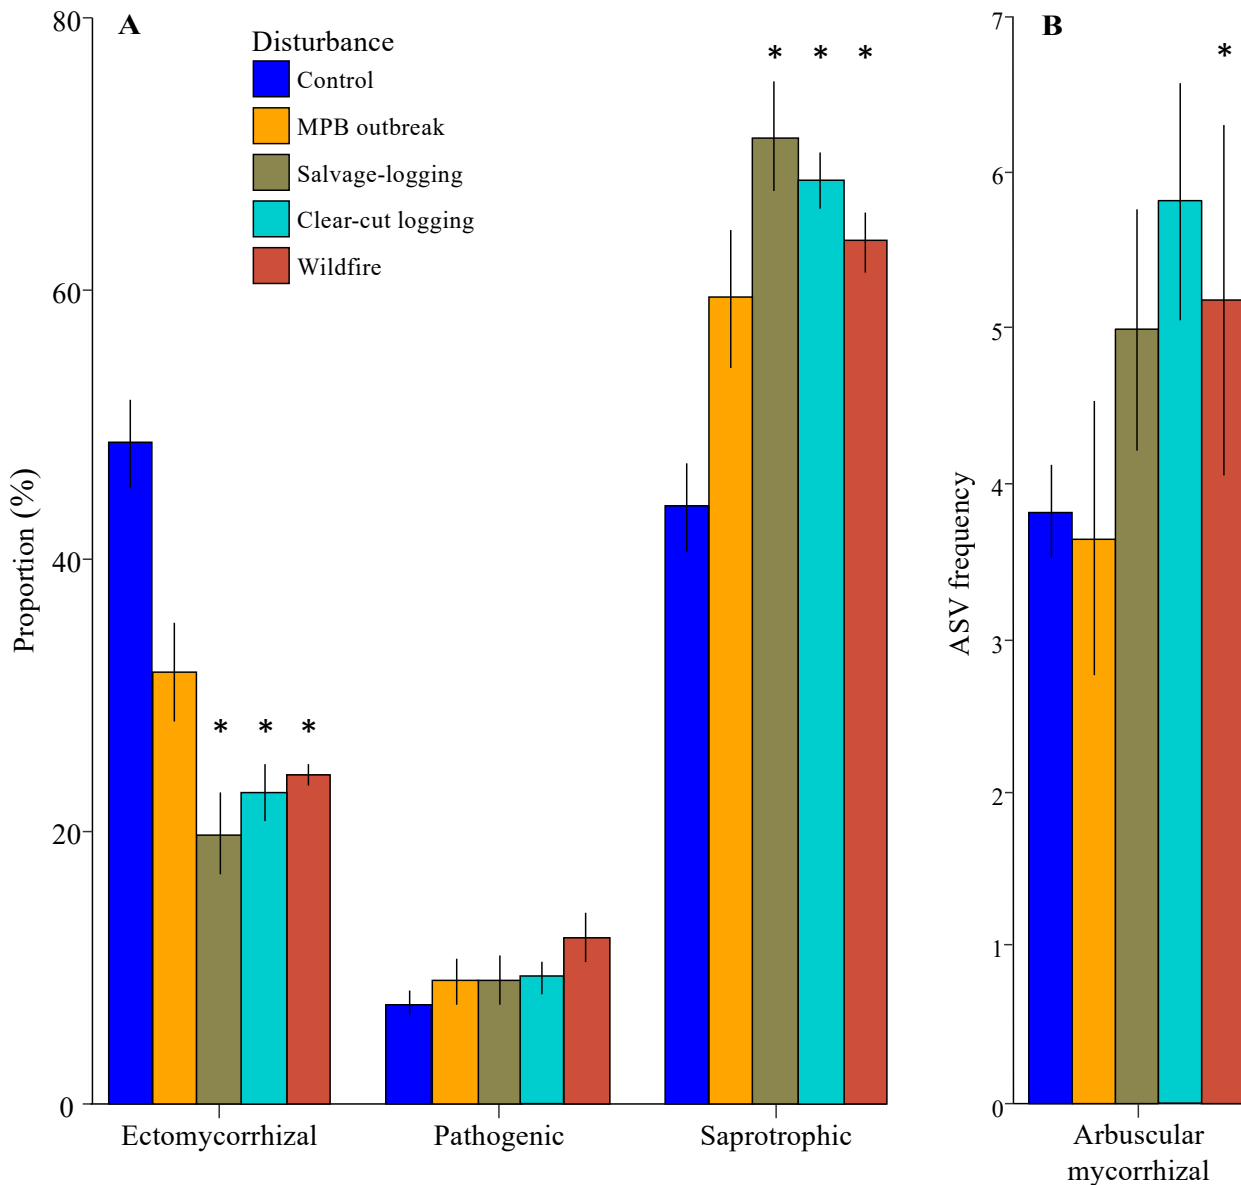 A
Disturbance
Control
MPB outbreak
Salvage-logging
Clear-cut logging
Wildfire
Proportion (%)
80
60
40
20
0
* * *
* * *
Ectomycorrhizal
Pathogenic
Saprotrophic
B
*
ASV frequency
7
6
5
4
3
2
1
0
Arbuscular
mycorrhizal